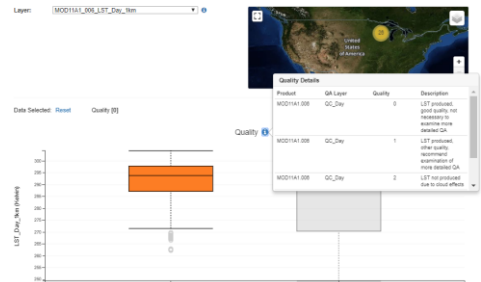 Layer:
MOD11A1_006_LST_Day_1km
28
United
States
of America
+
Quality Details
Product QA Layer Quality Description
MOD11A1.006 QC_Day 0 LST produced,
good quality, not
necessary to
examine more
detailed QA
MOD11A1.006 QC_Day 1 LST produced,
other quality,
recommend
examination of
more detailed QA
MOD11A1.006 QC_Day 2 LST not produced
due to cloud effects
Data Selected: Reset Quality [0]
Quality
LST_Day_1km (Kelvin)